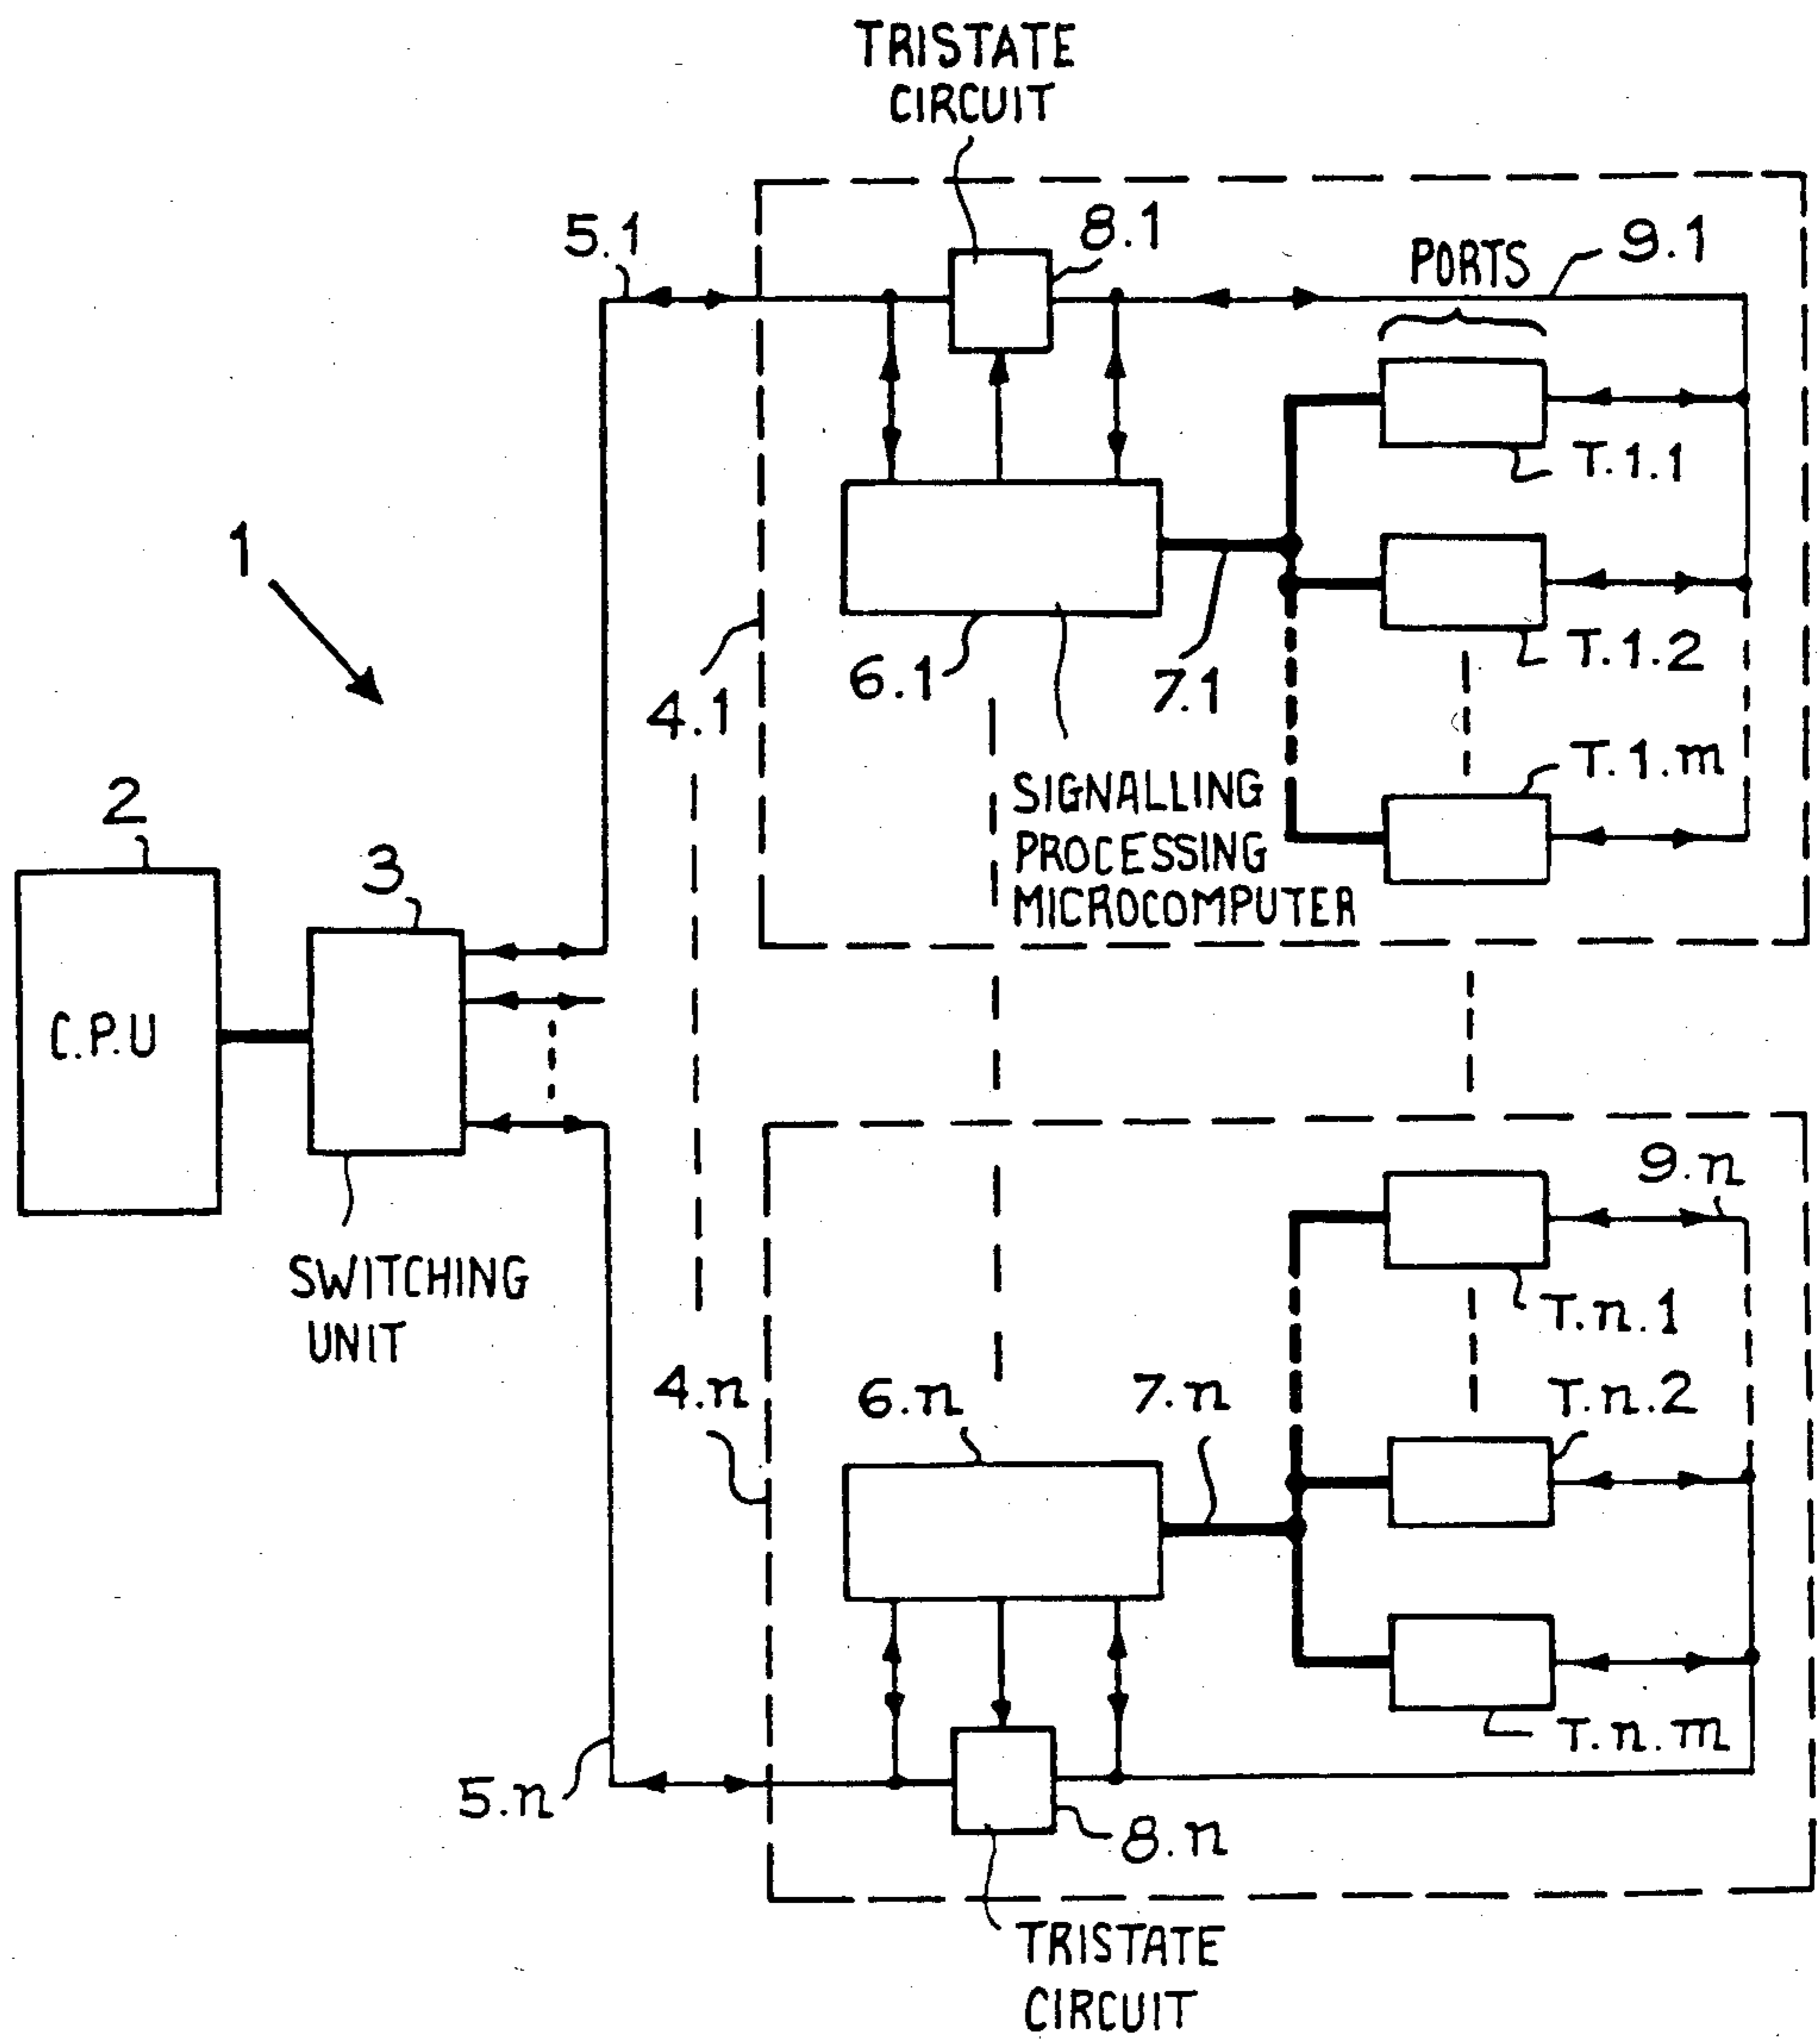 TRISTATE
CIRCUIT
5.1
8.1
PORTS
9.1
T.1.1
1
6.1
7.1
T.1.2
4.1
T.1.m
2
SIGNALLING
PROCESSING
MICROCOMPUTER
3
C.P.U
9.n
SWITCHING
UNIT
T.n.1
4.n
6.n
7.n
T.n.2
T.n.m
5.n
8.n
TRISTATE
CIRCUIT